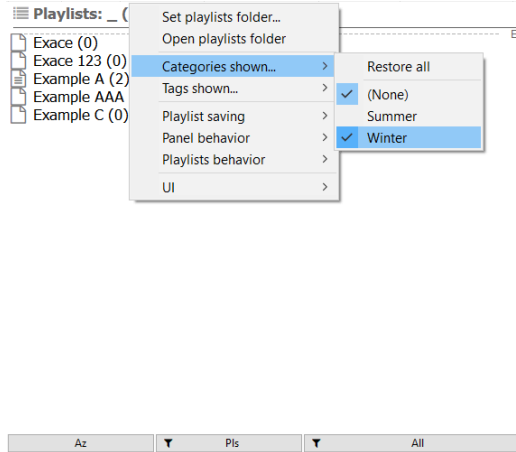 Playlists: _ (
Exace (0)
Exace 123 (0)
Example A (2)
Example AAA
Example C (0)
Set playlists folder...
Open playlists folder
Categories shown...
Tags shown...
Playlist saving
Panel behavior
Playlists behavior
UI
Restore all
(None)
Summer
Winter
Az
Pls
All